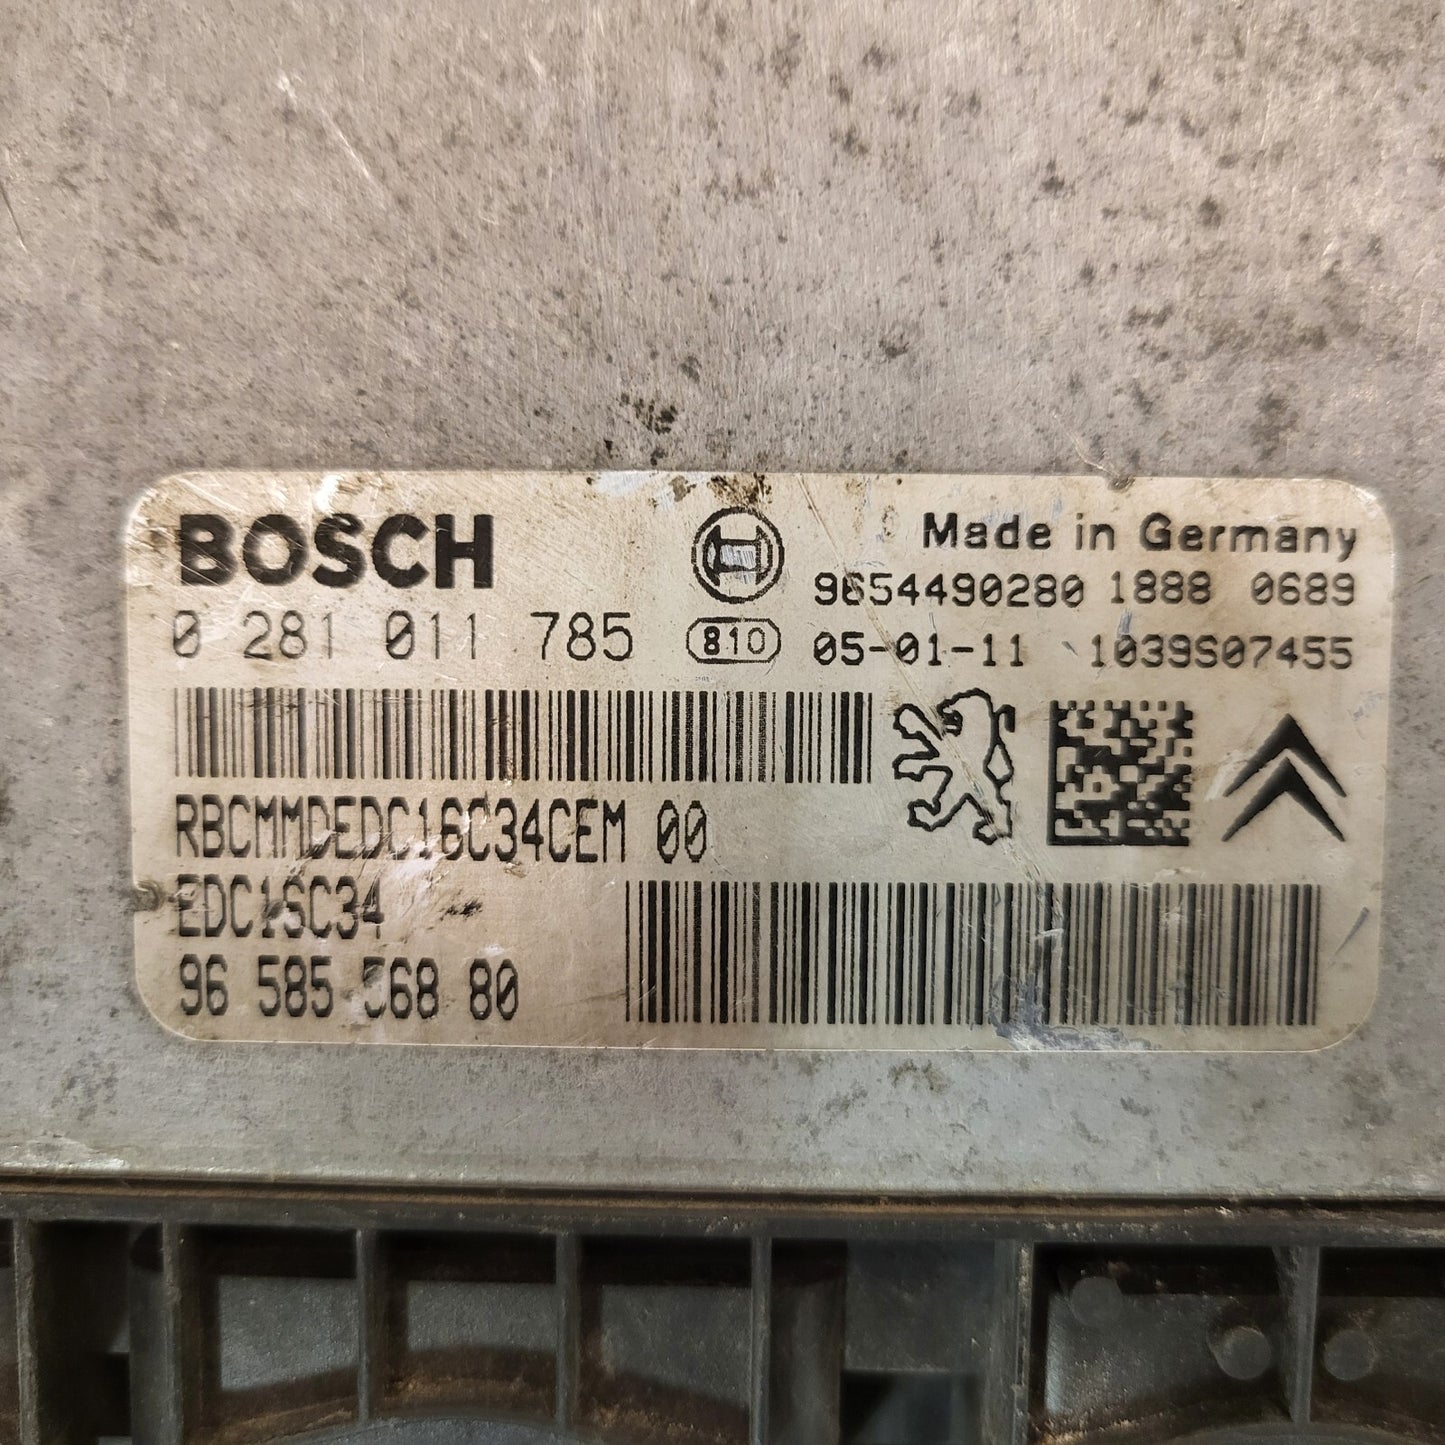 BOSCH
Made in Germany
9654490280 1888 0689
0 281 011 785
810
05-01-11 1039S07455
RBCMMDEDC16C34CEM 00
EDC1SC34
96 585 568 80